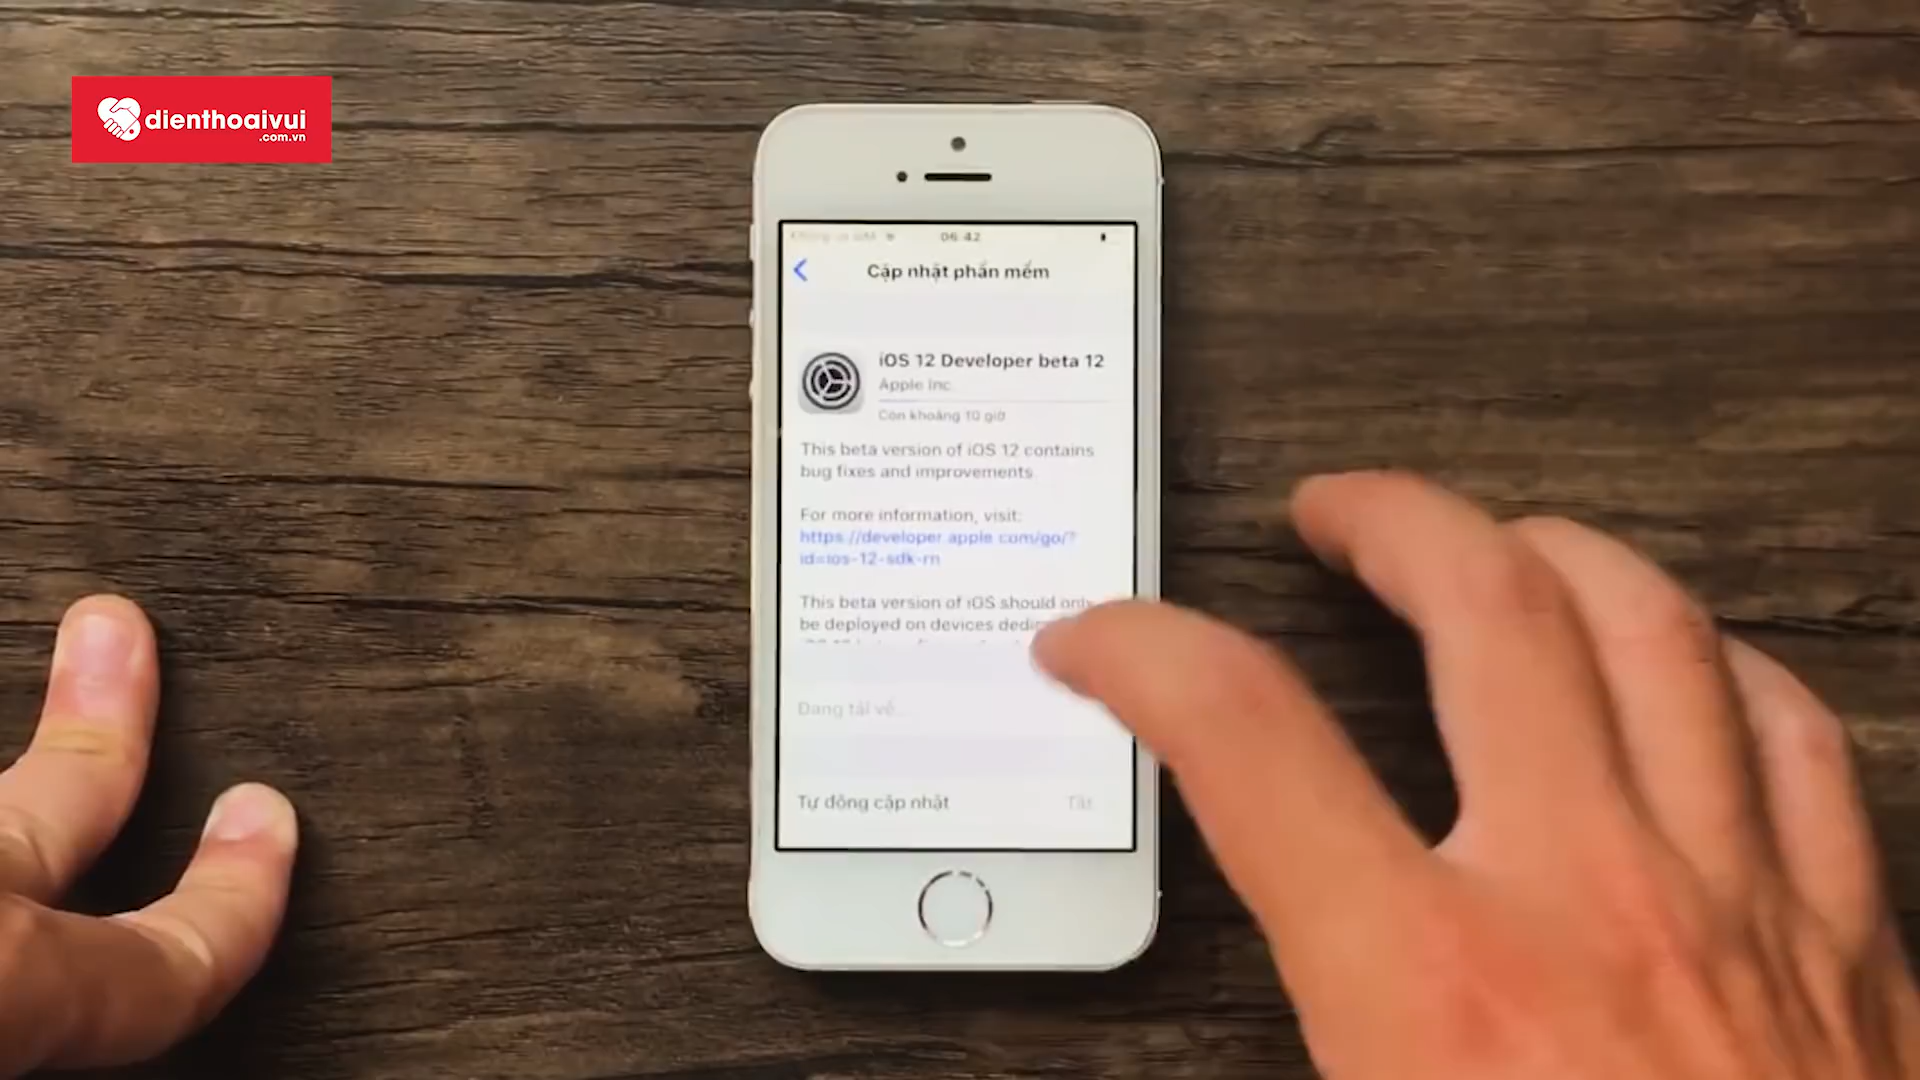 dienthoaivui
.com.vn
06:42
Cập nhật phần mềm
iOS 12 Developer beta 12
Apple Inc.
Còn khoảng 10 giờ
This beta version of iOS 12 contains
bug fixes and improvements.
For more information, visit:
https://developer.apple.com/go/?
id=ios-12-sdk-rn
This beta version of iOS should only
be deployed on devices
Đang tải về...
Tự động cập nhật
Tắt